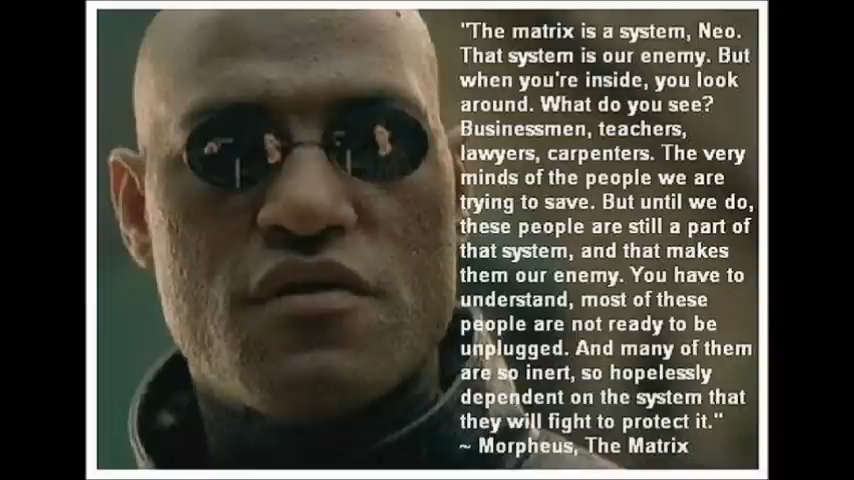 "The matrix is a system, Neo.
That system is our enemy. But
when you're inside, you look
around. What do you see?
Businessmen, teachers,
lawyers, carpenters. The very
minds of the people we are
trying to save. But until we do,
these people are still a part of
that system, and that makes
them our enemy. You have to
understand, most of these
people are not ready to be
unplugged. And many of them
are so inert, so hopelessly
dependent on the system that
they will fight to protect it."
~ Morpheus, The Matrix